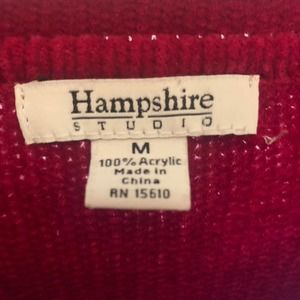 Hampshire
STUDIO
M
100% Acrylic
Made in
China
RN 15610